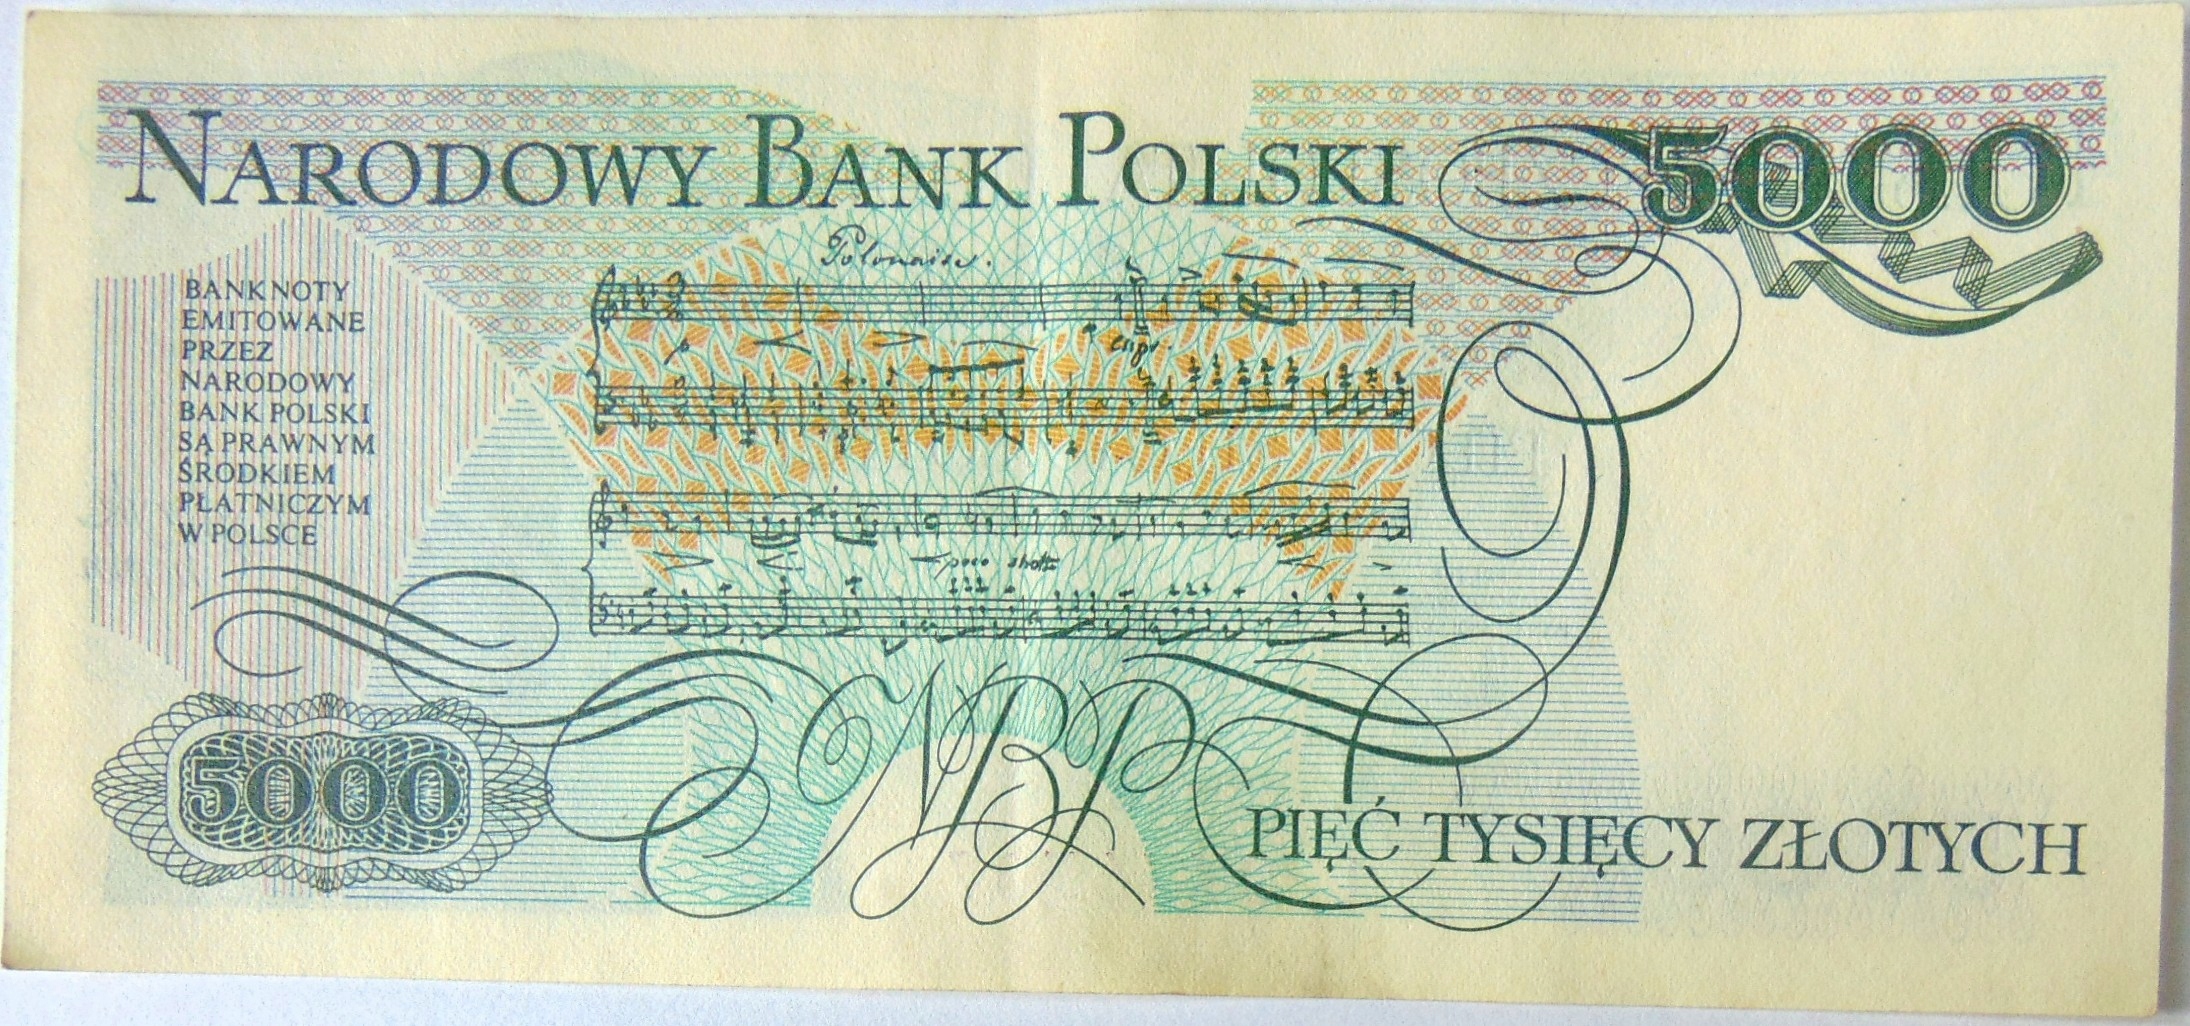 NARODOWY BANK POLSKI
5000
BANKNOTY
EMITOWANE
PRZEZ
NARODOWY
BANK POLSKI
SĄ PRAWNYM
ŚRODKIEM
PŁATNICZYM
W POLSCE
Polonaise.
poco
5000
NBP
PIĘĆ TYSIĘCY ZŁOTYCH